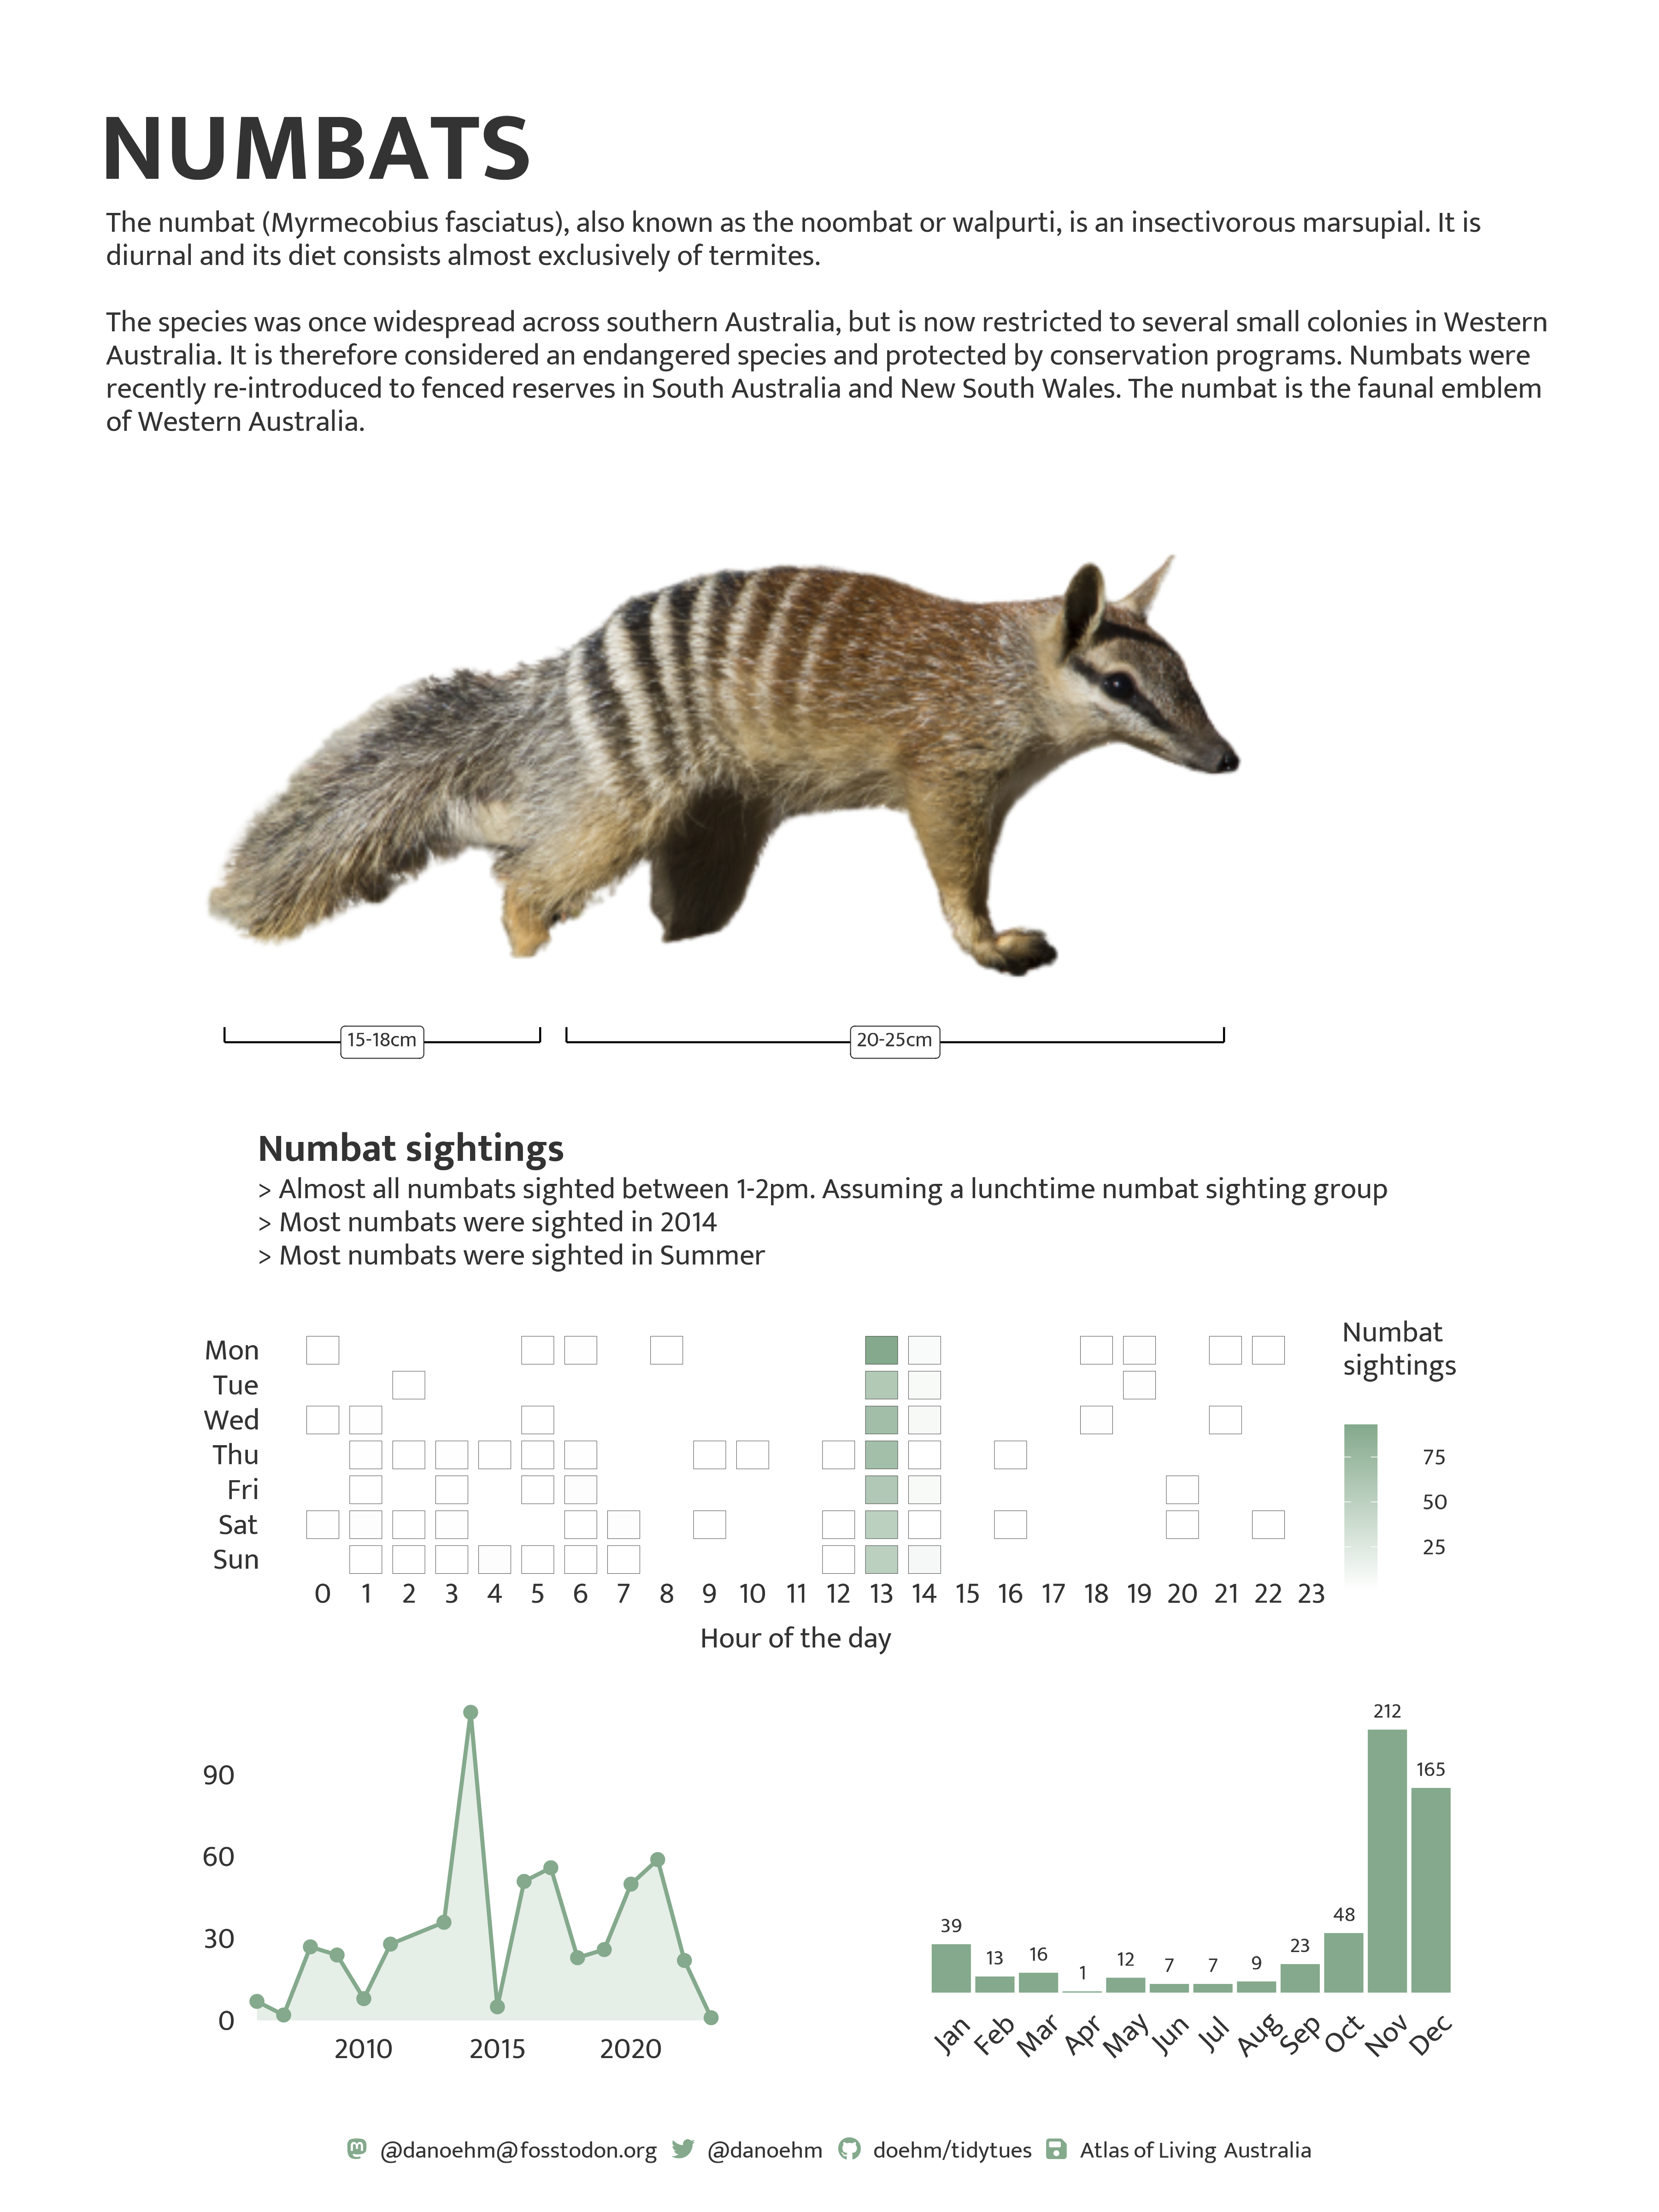 NUMBATS
The numbat (Myrmecobius fasciatus), also known as the noombat or walpurti, is an insectivorous marsupial. It is
diurnal and its diet consists almost exclusively of termites.
The species was once widespread across southern Australia, but is now restricted to several small colonies in Western
Australia. It is therefore considered an endangered species and protected by conservation programs. Numbats were
recently re-introduced to fenced reserves in South Australia and New South Wales. The numbat is the faunal emblem
of Western Australia.
15-18cm 20-25cm
Numbat sightings
> Almost all numbats sighted between 1-2pm. Assuming a lunchtime numbat sighting group
> Most numbats were sighted in 2014
> Most numbats were sighted in Summer
Mon
Tue
Wed
Thu
Fri
Sat
Sun
0 1 2 3 4 5 6 7 8 9 10 11 12 13 14 15 16 17 18 19 20 21 22 23
Hour of the day
Numbat
sightings
75
50
25
90
60
30
0
2010 2015 2020
39 13 16 1 12 7 7 9 23 48 212 165
Jan Feb Mar Apr May Jun Jul Aug Sep Oct Nov Dec
@danoehm@fosstodon.org @danoehm doehm/tidytues Atlas of Living Australia